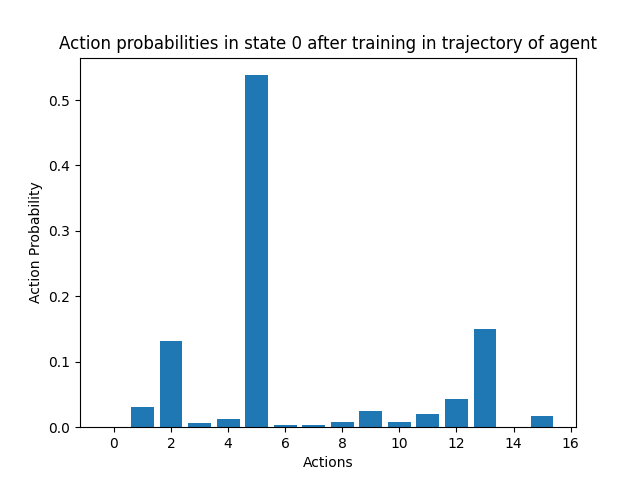 Action probabilities in state 0 after training in trajectory of agent
0.5
0.4
0.3
0.2
0.1
0.0
Action Probability
0 2 4 6 8 10 12 14 16
Actions